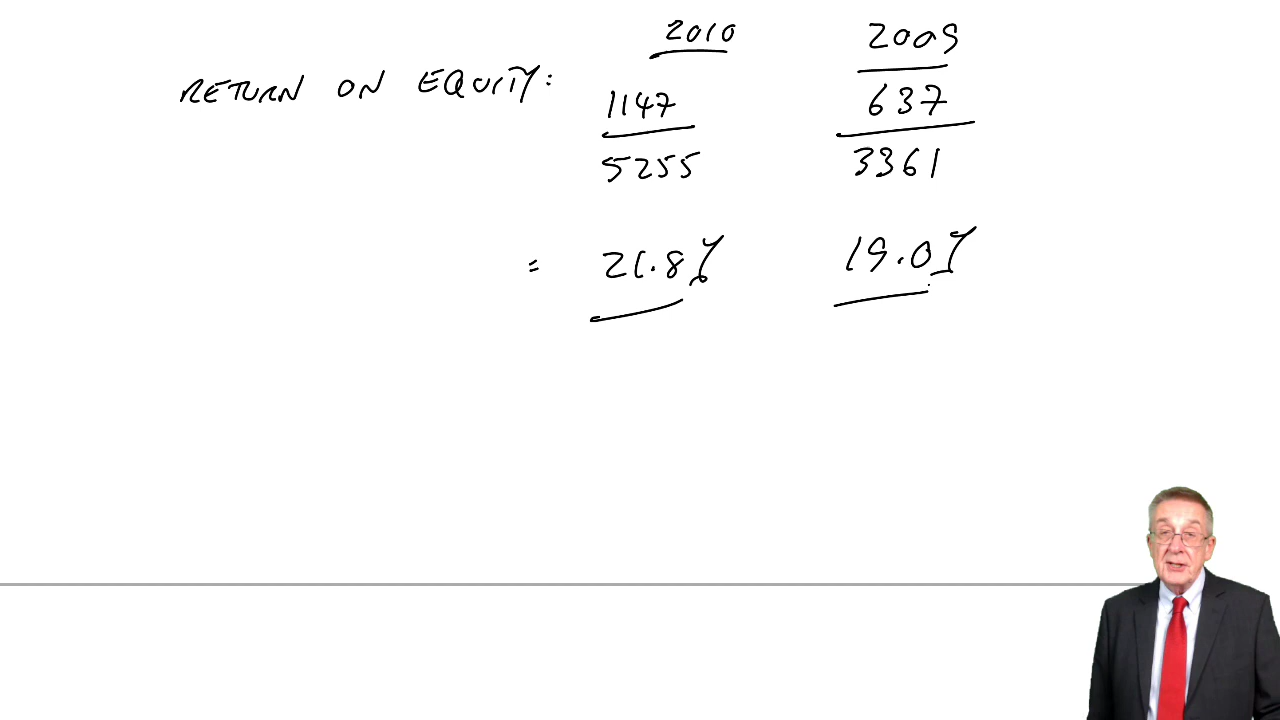 2010 2009
RETURN ON EQUITY:
1147 637
5255 3361
= 21.8% 19.0%